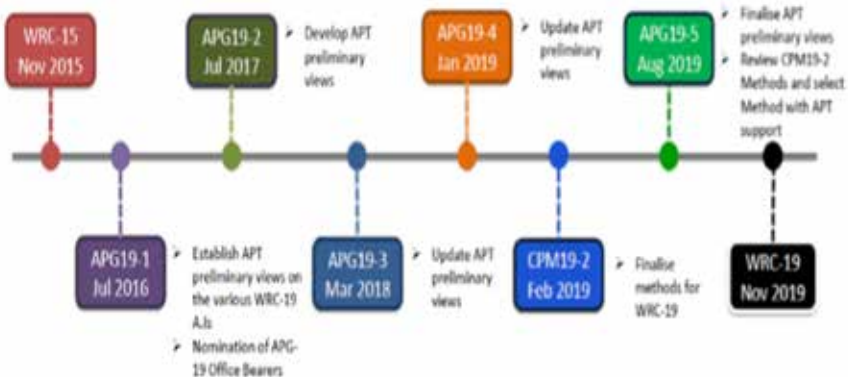 WRC-15
Nov 2015
APG19-2
Jul 2017
➢ Develop APT
preliminary
views
APG19-4
Jan 2019
➢ Update APT
preliminary
views
APG19-5
Aug 2019
➢ Finalise APT
preliminary views
➢ Review CPM19-2
Methods and select
Method with APT
support
APG19-1
Jul 2016
➢ Establish APT
preliminary views on
the various WRC-19
A.Is
➢ Nomination of APG-
19 Office Bearers
APG19-3
Mar 2018
➢ Update APT
preliminary
views
CPM19-2
Feb 2019
➢ Finalise
methods for
WRC-19
WRC-19
Nov 2019